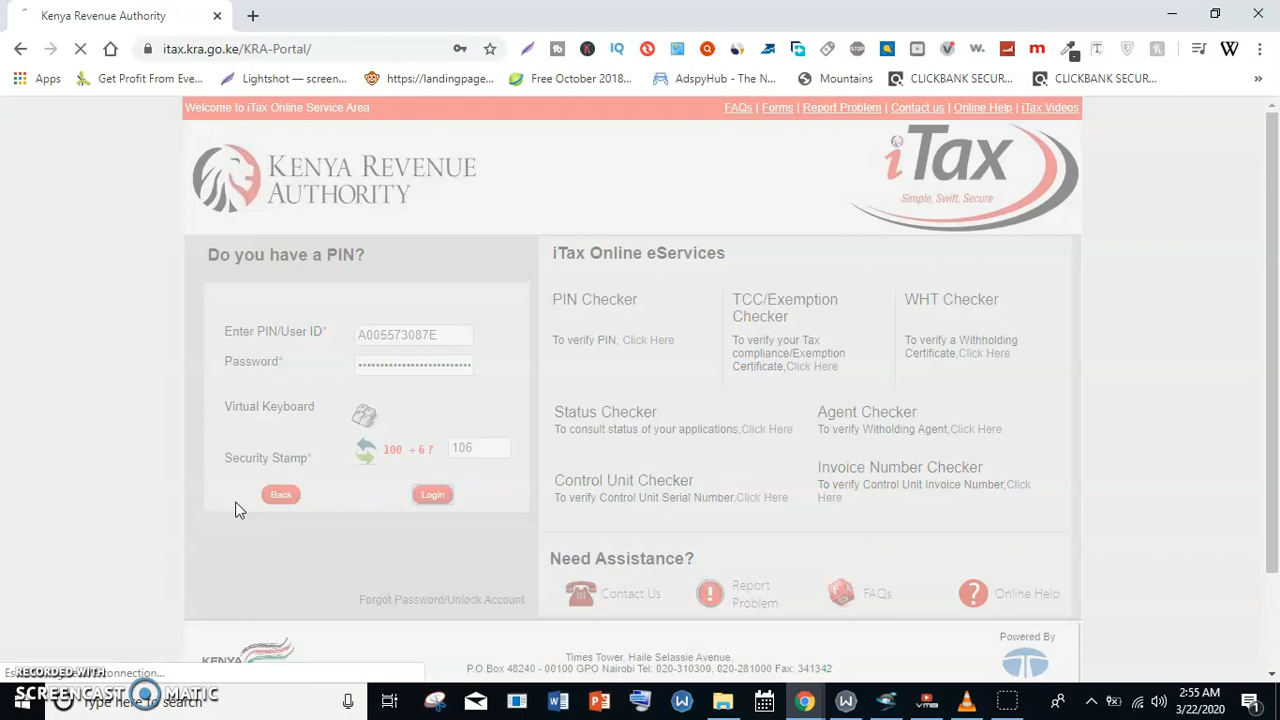 Kenya Revenue Authority
itax.kra.go.ke/KRA-Portal/
Apps Get Profit From Eve... Lightshot — screen... https://landingpage... Free October 2018... AdspyHub - The N... Mountains CLICKBANK SECUR... CLICKBANK SECUR...
Welcome to iTax Online Service Area FAQs | Forms | Report Problem | Contact us | Online Help | iTax Videos
KENYA REVENUE
AUTHORITY
iTax
Simple, Swift, Secure
Do you have a PIN?
Enter PIN/User ID* A005573087E
Password*
Virtual Keyboard
Security Stamp* 100 + 6 ? 106
Back Login
Forgot Password/Unlock Account
iTax Online eServices
PIN Checker
To verify PIN, Click Here
TCC/Exemption
Checker
To verify your Tax
compliance/Exemption
Certificate,Click Here
WHT Checker
To verify a Withholding
Certificate,Click Here
Status Checker
To consult status of your applications,Click Here
Agent Checker
To verify Witholding Agent,Click Here
Control Unit Checker
To verify Control Unit Serial Number,Click Here
Invoice Number Checker
To verify Control Unit Invoice Number,Click
Here
Need Assistance?
Contact Us
Report
Problem
FAQs
Online Help
KENYA
Times Tower, Haile Selassie Avenue,
P.O Box 48240 - 00100 GPO Nairobi Tel: 020-310300, 020-281000 Fax: 341342
Powered By
RECORDED WITH
SCREENCAST MATIC
connection...
Type here to search
2:55 AM
3/22/2020